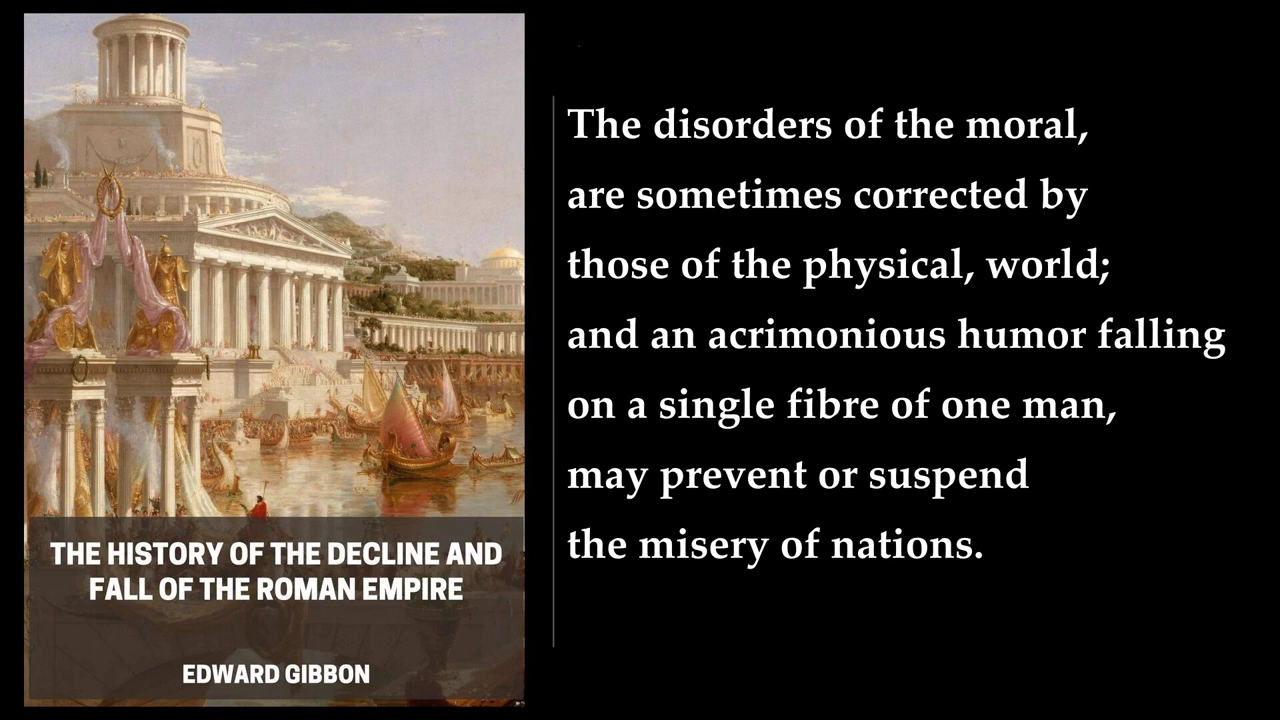 THE HISTORY OF THE DECLINE AND
FALL OF THE ROMAN EMPIRE
EDWARD GIBBON
The disorders of the moral,
are sometimes corrected by
those of the physical, world;
and an acrimonious humor falling
on a single fibre of one man,
may prevent or suspend
the misery of nations.